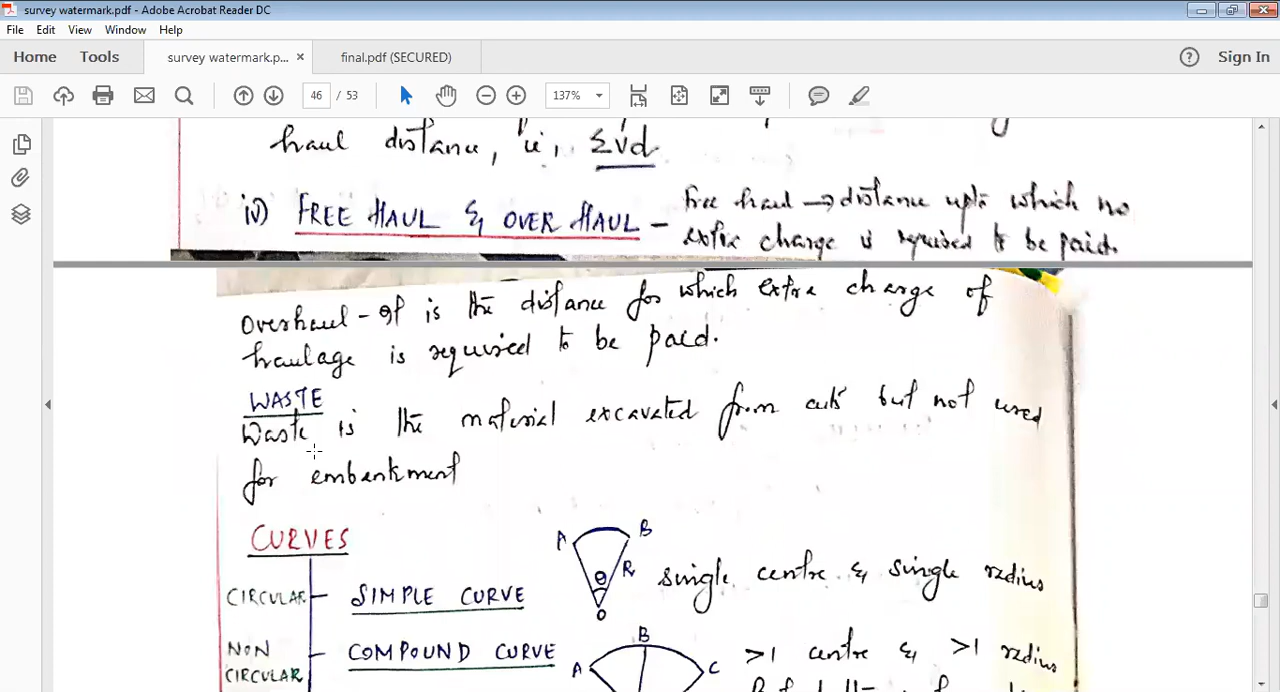 survey watermark.pdf - Adobe Acrobat Reader DC
File Edit View Window Help
Home Tools survey watermark.p... × final.pdf (SECURED) Sign In
46 / 53 137%
haul distance, ie, Σvd
iv) FREE HAUL & OVER HAUL - Free haul → distance upto which no
extra charge is required to be paid.
Overhaul - It is the distance for which extra charge of
haulage is required to be paid.
WASTE
Waste is the material excavated from cuts but not used
for embankment
CURVES
A B
θ R
O
CIRCULAR - SIMPLE CURVE single centre & single radius
NON CIRCULAR - COMPOUND CURVE
A B C
>1 centre & >1 radius